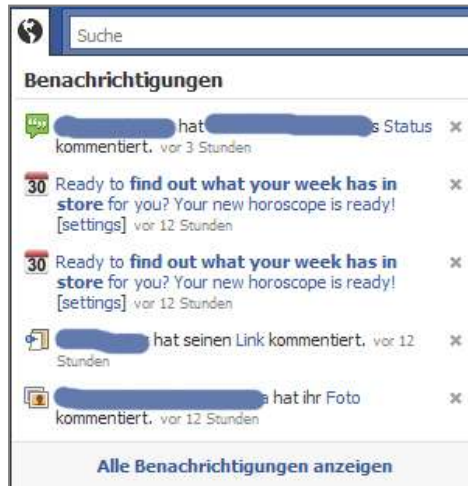 Suche
Benachrichtigungen
hat s Status
kommentiert. vor 3 Stunden
30 Ready to find out what your week has in
store for you? Your new horoscope is ready!
[settings] vor 12 Stunden
30 Ready to find out what your week has in
store for you? Your new horoscope is ready!
[settings] vor 12 Stunden
hat seinen Link kommentiert. vor 12
Stunden
hat ihr Foto
kommentiert. vor 12 Stunden
Alle Benachrichtigungen anzeigen